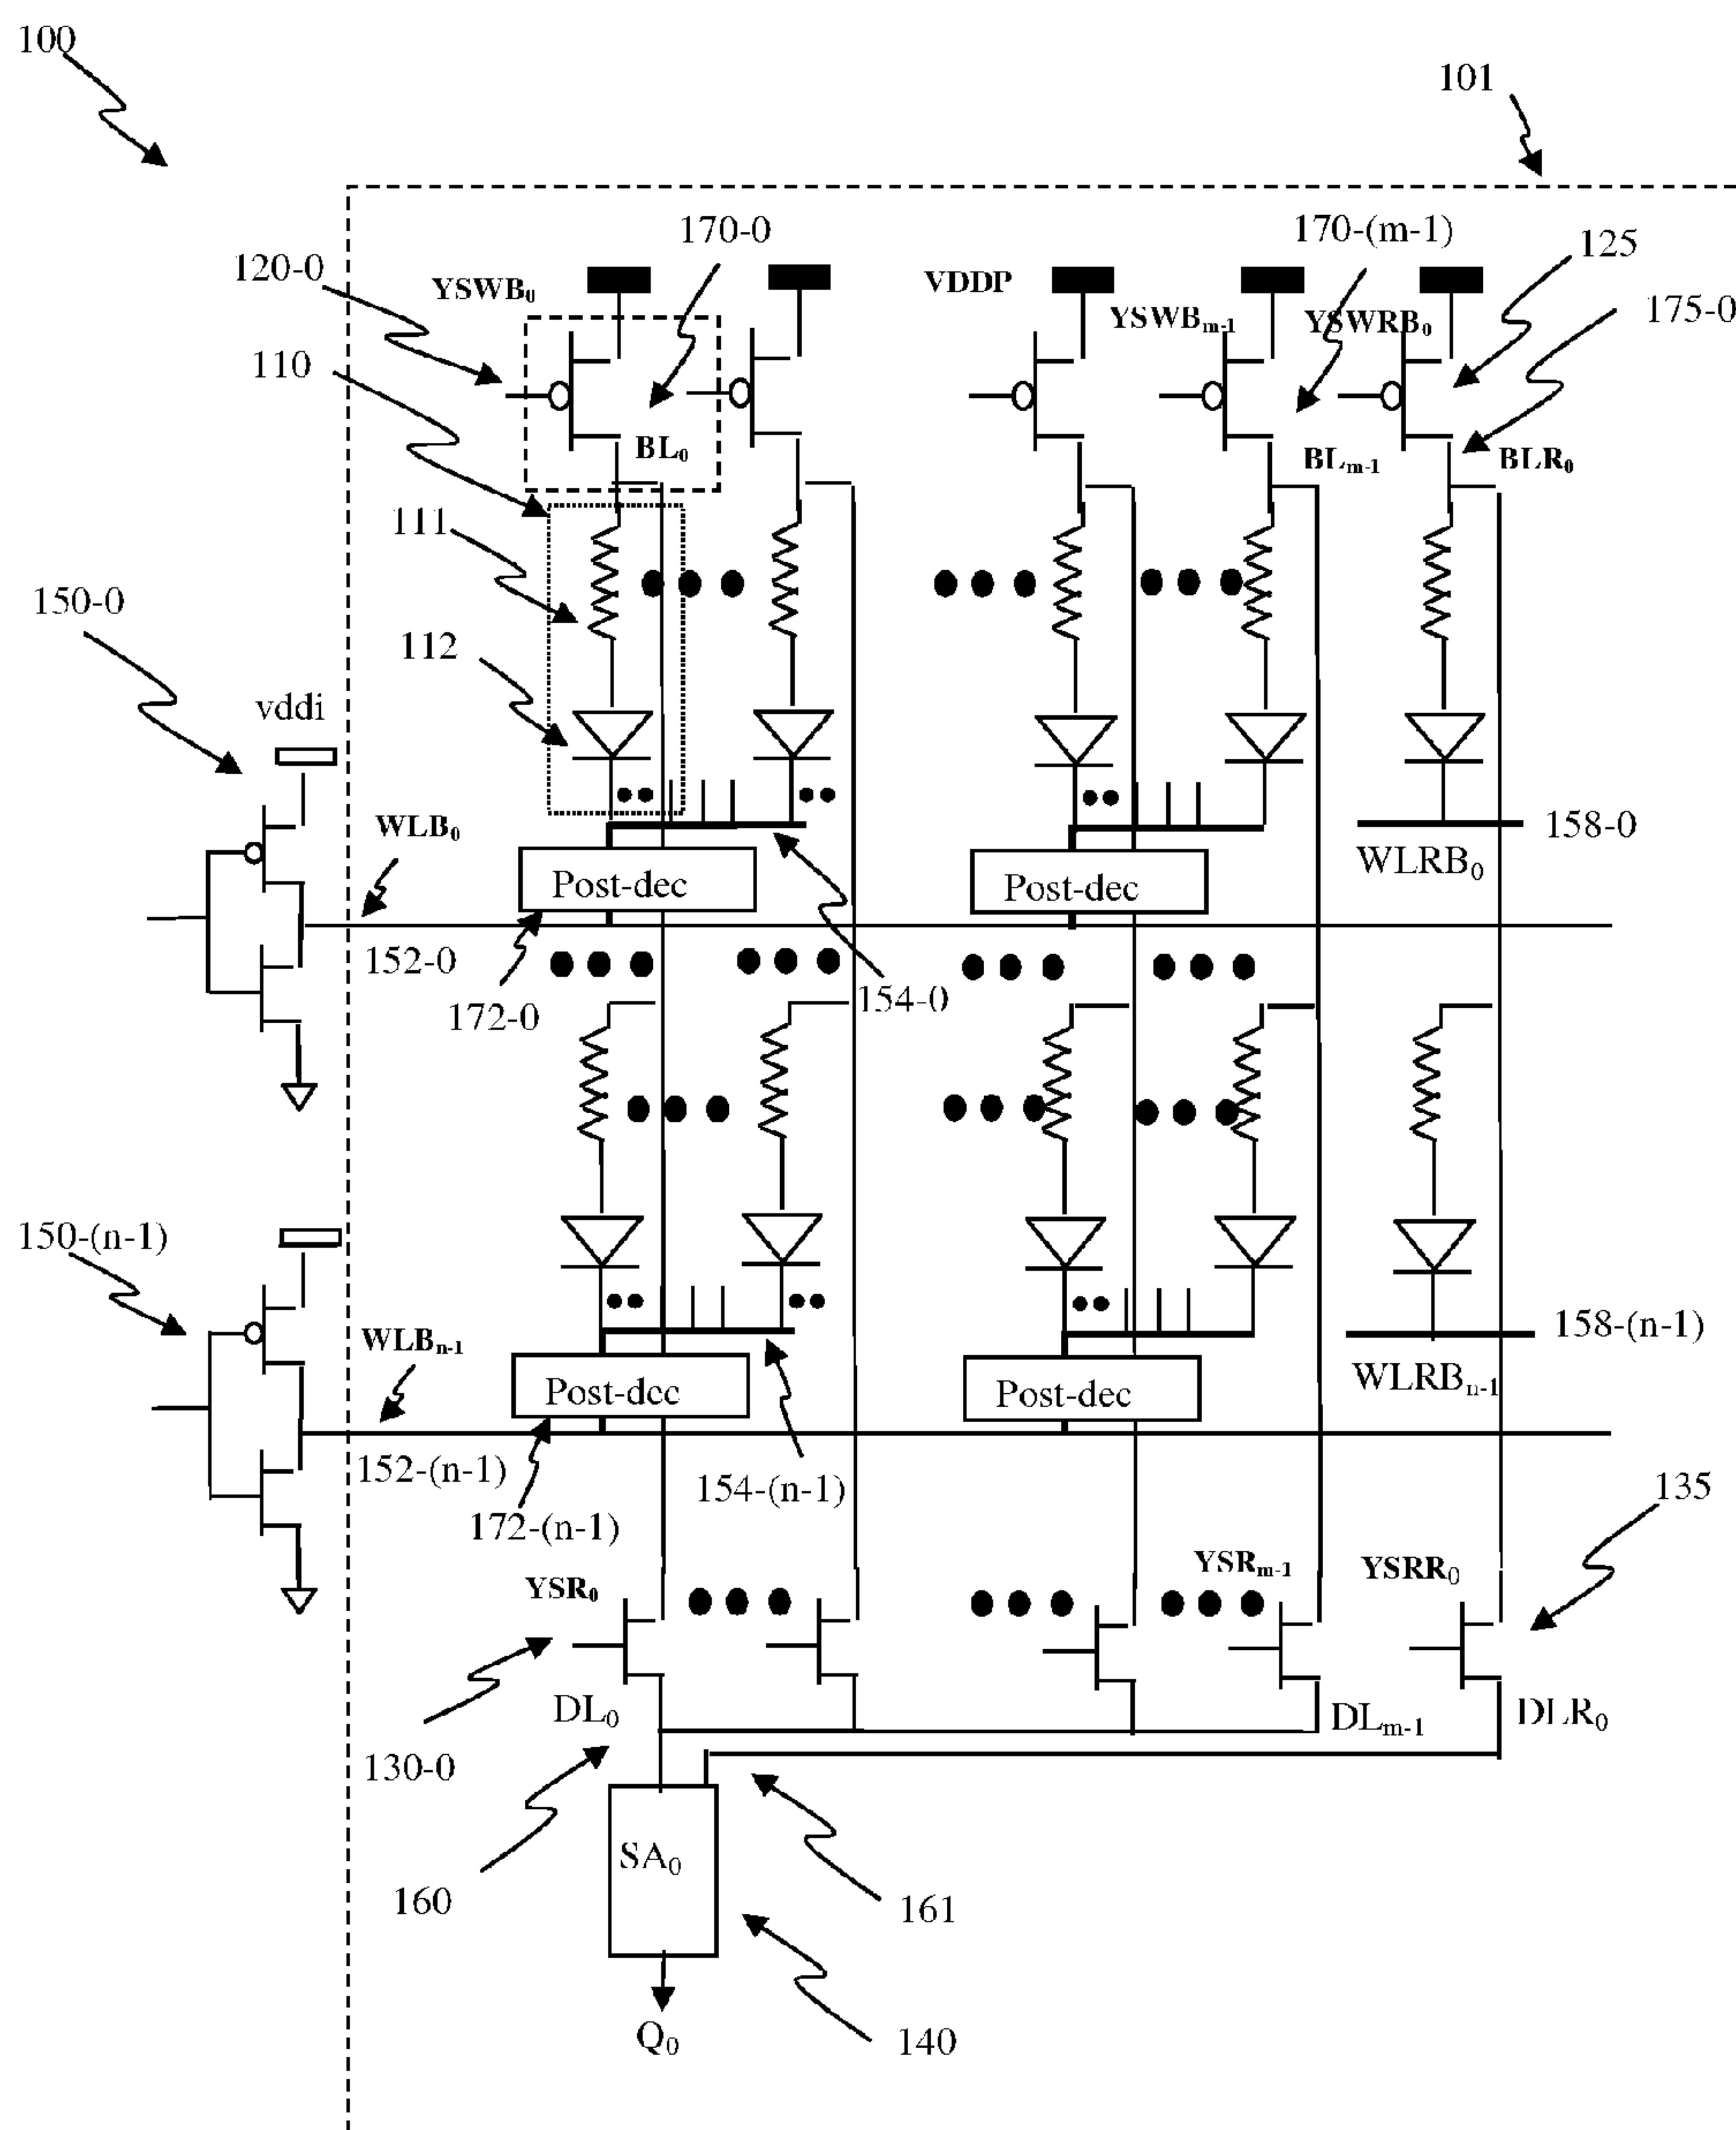 100
101
170-0
170-(m-1)
125
120-0
YSWB₀
VDDP
YSWBₘ₋₁
YSWRB₀
175-0
110
BL₀
BLₘ₋₁
BLR₀
111
150-0
112
vddi
WLB₀
158-0
Post-dec
Post-dec
WLRB₀
152-0
154-0
172-0
150-(n-1)
WLBₙ₋₁
158-(n-1)
Post-dec
Post-dec
WLRBₙ₋₁
152-(n-1)
154-(n-1)
135
172-(n-1)
YSR₀
YSRₘ₋₁
YSRR₀
DL₀
DLₘ₋₁
DLR₀
130-0
SA₀
160
161
Q₀
140